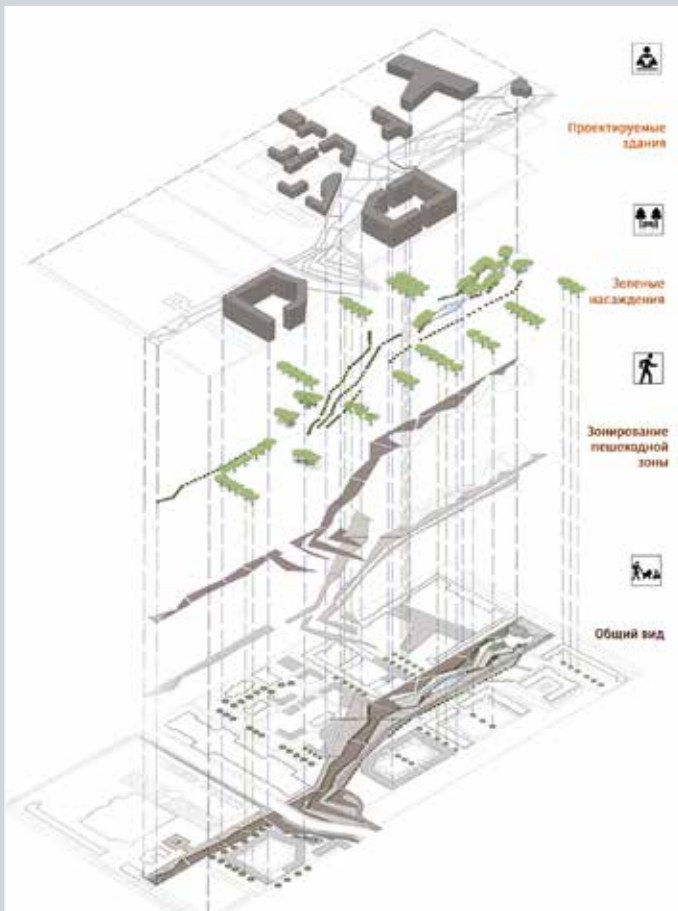 Проектируемые
здания
Зеленые
насаждения
Зонирование
пешеходной
зоны
Общий вид